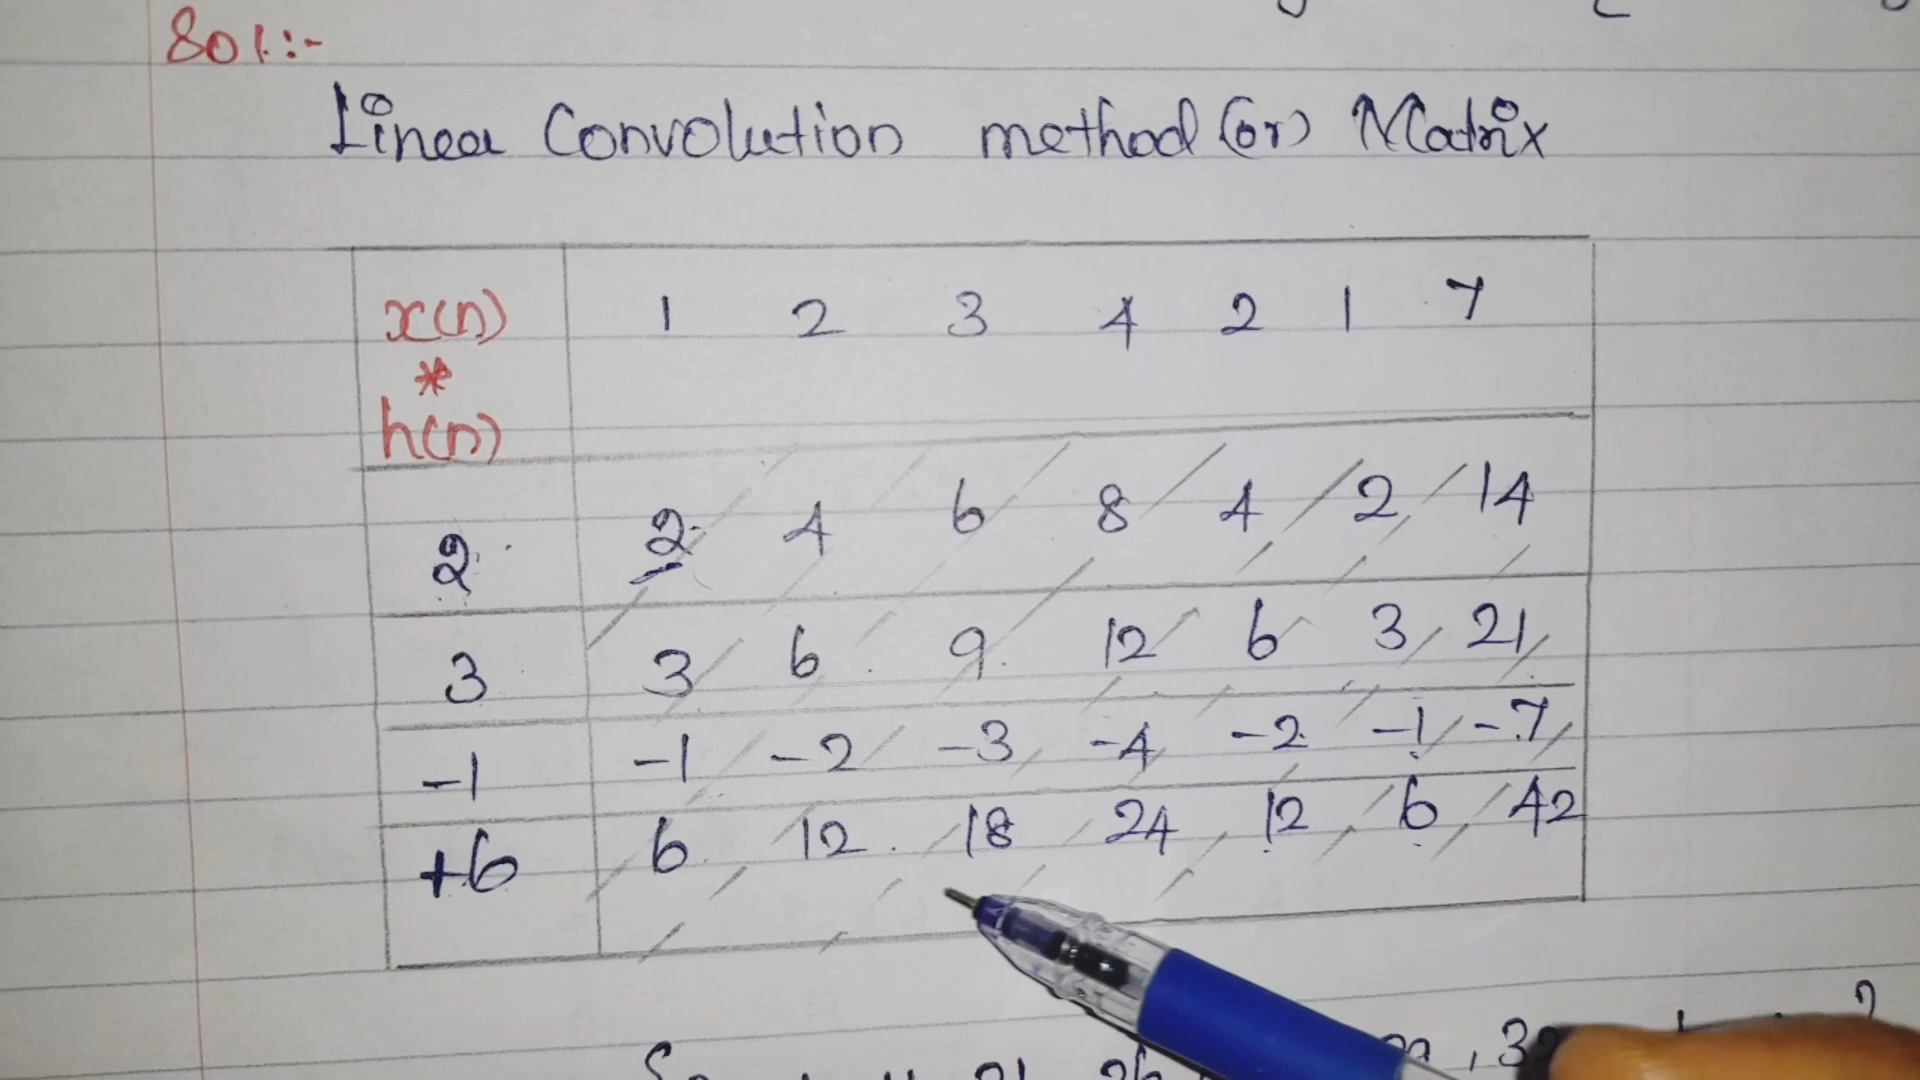 Sol:-
Linear Convolution method (or) Matrix
x(n) * h(n) 1 2 3 4 2 1 7
2 2 4 6 8 4 2 14
3 3 6 9 12 6 3 21
-1 -1 -2 -3 -4 -2 -1 -7
+6 6 12 18 24 12 6 42